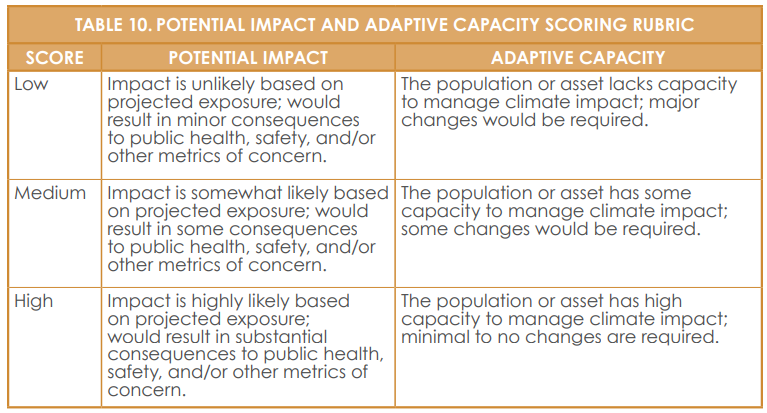 TABLE 10. POTENTIAL IMPACT AND ADAPTIVE CAPACITY SCORING RUBRIC
SCORE POTENTIAL IMPACT ADAPTIVE CAPACITY
Low
Impact is unlikely based on
projected exposure; would
result in minor consequences
to public health, safety, and/or
other metrics of concern.
The population or asset lacks capacity
to manage climate impact; major
changes would be required.
Medium
Impact is somewhat likely based
on projected exposure; would
result in some consequences
to public health, safety, and/or
other metrics of concern.
The population or asset has some
capacity to manage climate impact;
some changes would be required.
High
Impact is highly likely based
on projected exposure;
would result in substantial
consequences to public health,
safety, and/or other metrics of
concern.
The population or asset has high
capacity to manage climate impact;
minimal to no changes are required.